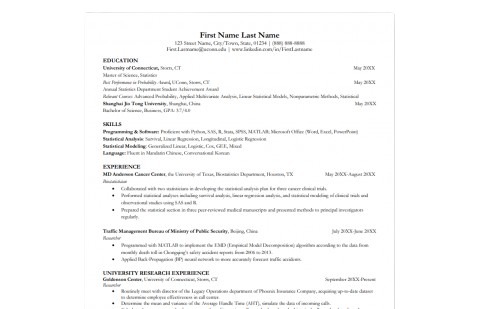 First Name Last Name
123 Street Name, City/Town, State, 01234 | (888) 888-8888
FirstLastname@uconn.edu | www.linkedin.com/in/FirstLastname
EDUCATION
University of Connecticut, Storrs, CT May 20XX
Master of Science, Statistics
Best Performance in Probability Award, UConn, Storrs, CT May 20XX
Annual Statistics Department Student Achievement Award
Relevant Courses: Advanced Probability, Applied Multivariate Analysis, Linear Statistical Models, Nonparametric Methods, Statistical
Shanghai Jiao Tong University, Shanghai, China May 20XX
Bachelor of Science, Business, GPA: 3.7/4.0
SKILLS
Programming & Software: Proficient with Python, SAS, R, Stata, SPSS, MATLAB, Microsoft Office (Word, Excel, PowerPoint)
Statistical Analysis: Survival, Linear Regression, Longitudinal, Logistic Regression
Statistical Modeling: Generalized Linear, Logistic, Cox, GEE, Mixed
Language: Fluent in Mandarin Chinese, Conversational Korean
EXPERIENCE
MD Anderson Cancer Center, the University of Texas, Biostatistics Department, Houston, TX May 20XX-August 20XX
Biostatistician
• Collaborated with two statisticians in developing the statistical analysis plan for three cancer clinical trials.
• Performed statistical analyses including survival analysis, linear regression analysis, and statistical modeling of clinical trials and
observational studies using SAS and R.
• Prepared the statistical section in three peer-reviewed medical manuscripts and presented methods to principal investigators
regularly.
Traffic Management Bureau of Ministry of Public Security, Beijing, China July 20XX-June 20XX
Researcher
• Programmed with MATLAB to implement the EMD (Empirical Mode Decomposition) algorithm according to the data from
monthly death toll in Chongqing's safety accident reports from 2006 to 2013.
• Applied Back-Propagation (BP) neural network to more accurately forecast traffic accidents.
UNIVERSITY RESEARCH EXPERIENCE
Goldenson Center, University of Connecticut, Storrs, CT September 20XX-Present
Researcher
• Routinely meet with director of the Legacy Operations department of Phoenix Insurance Company, engaging in outpost data
to determine employee effectiveness in call center.
• Determine the mean and variance of the Average Handle Time (AHT), simulate the data of incoming calls.